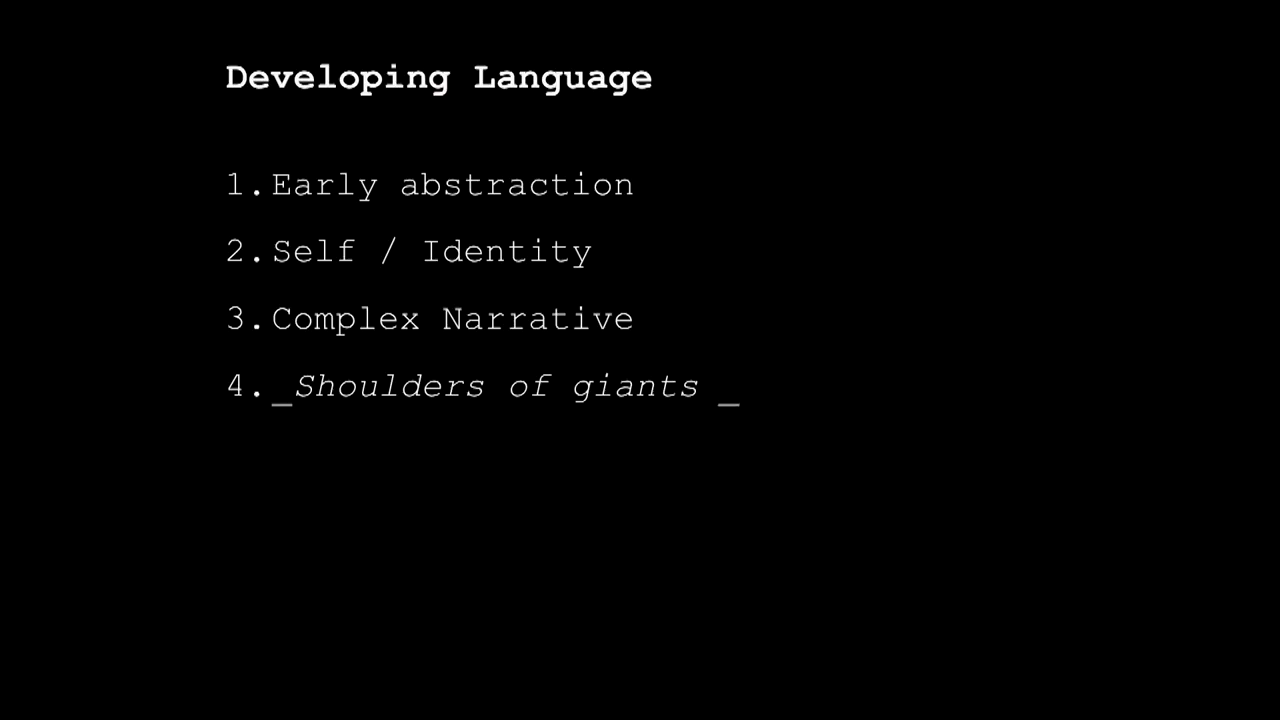 Developing Language
1.Early abstraction
2.Self / Identity
3.Complex Narrative
4._Shoulders of giants _